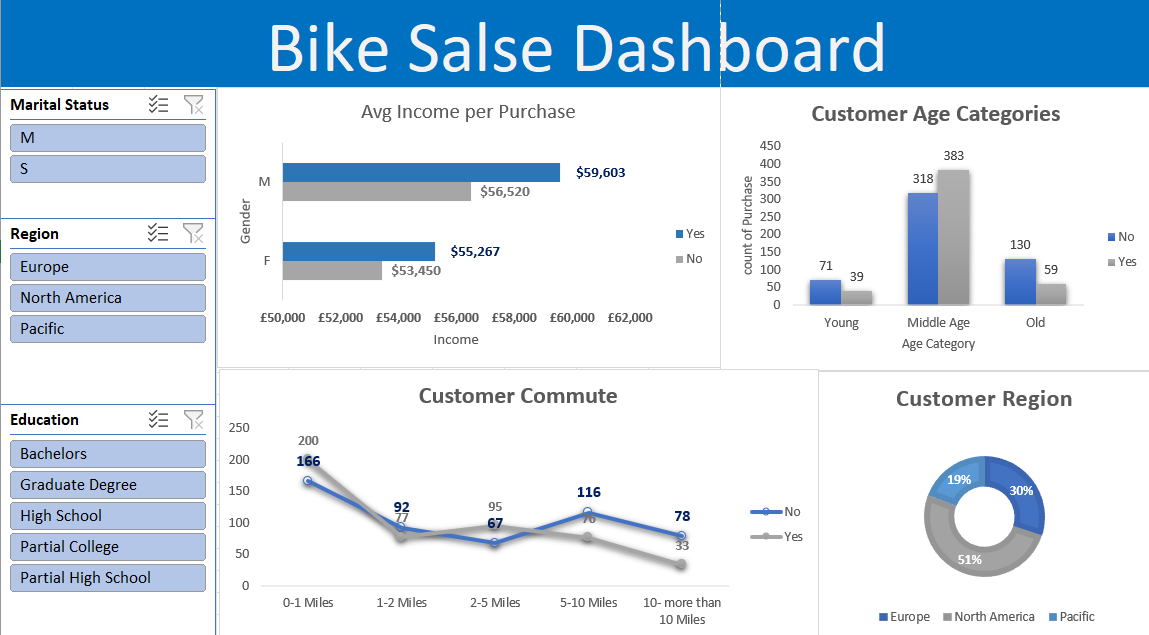 Bike Salse Dashboard
Marital Status
M
S
Region
Europe
North America
Pacific
Education
Bachelors
Graduate Degree
High School
Partial College
Partial High School
Avg Income per Purchase
Gender
M
$59,603
$56,520
F
$55,267
$53,450
Yes
No
£50,000 £52,000 £54,000 £56,000 £58,000 £60,000 £62,000
Income
Customer Age Categories
count of Purchase
450
400
350
300
250
200
150
100
50
0
71
39
318
383
130
59
Young Middle Age Old
Age Category
No
Yes
Customer Commute
250
200
150
100
50
0
200
166
92
77
95
67
116
76
78
33
0-1 Miles 1-2 Miles 2-5 Miles 5-10 Miles 10- more than
10 Miles
No
Yes
Customer Region
19%
30%
51%
Europe North America Pacific